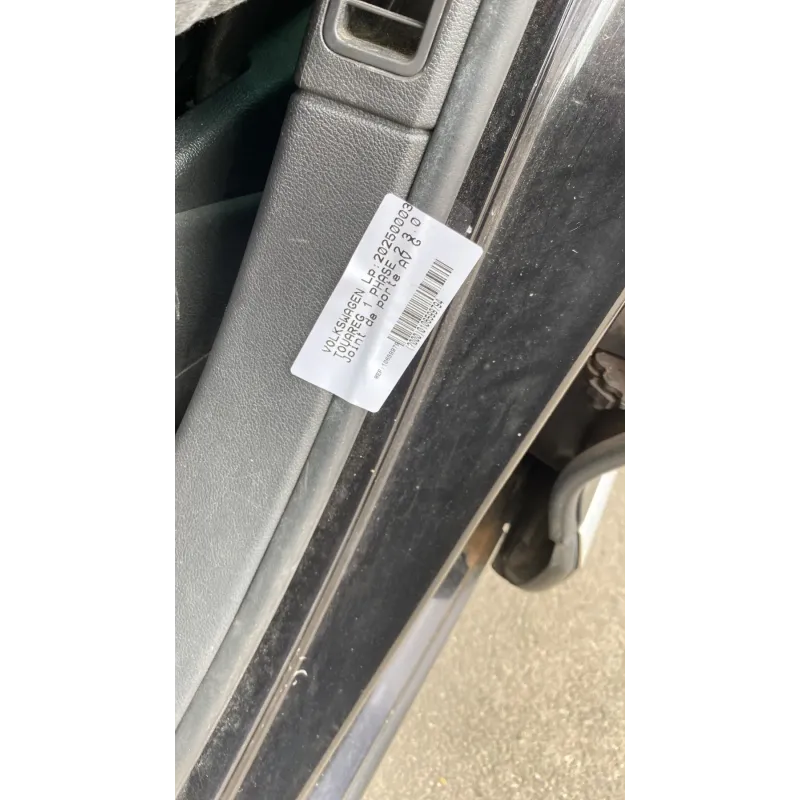 VOLKSWAGEN LP:20250003
TOUAREG 1 PHASE 2 3.0
Joint de porte AV G